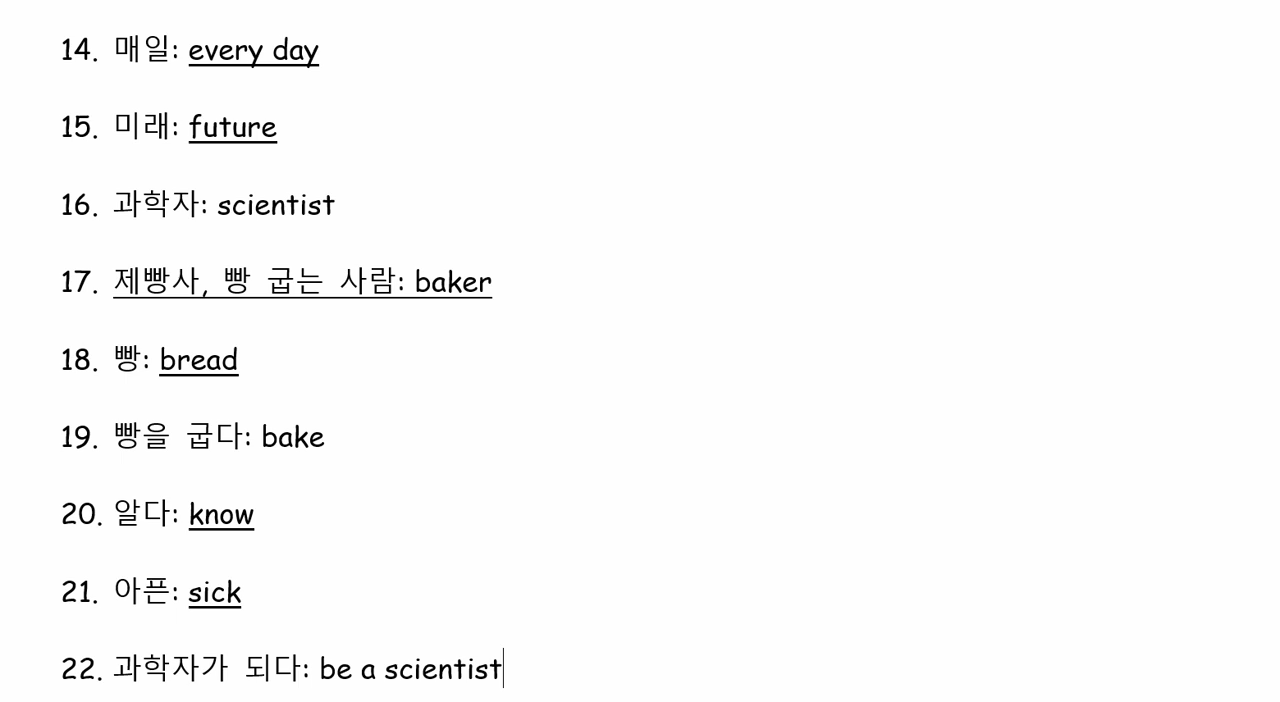 14. 매일: every day
15. 미래: future
16. 과학자: scientist
17. 제빵사, 빵 굽는 사람: baker
18. 빵: bread
19. 빵을 굽다: bake
20. 알다: know
21. 아픈: sick
22. 과학자가 되다: be a scientist